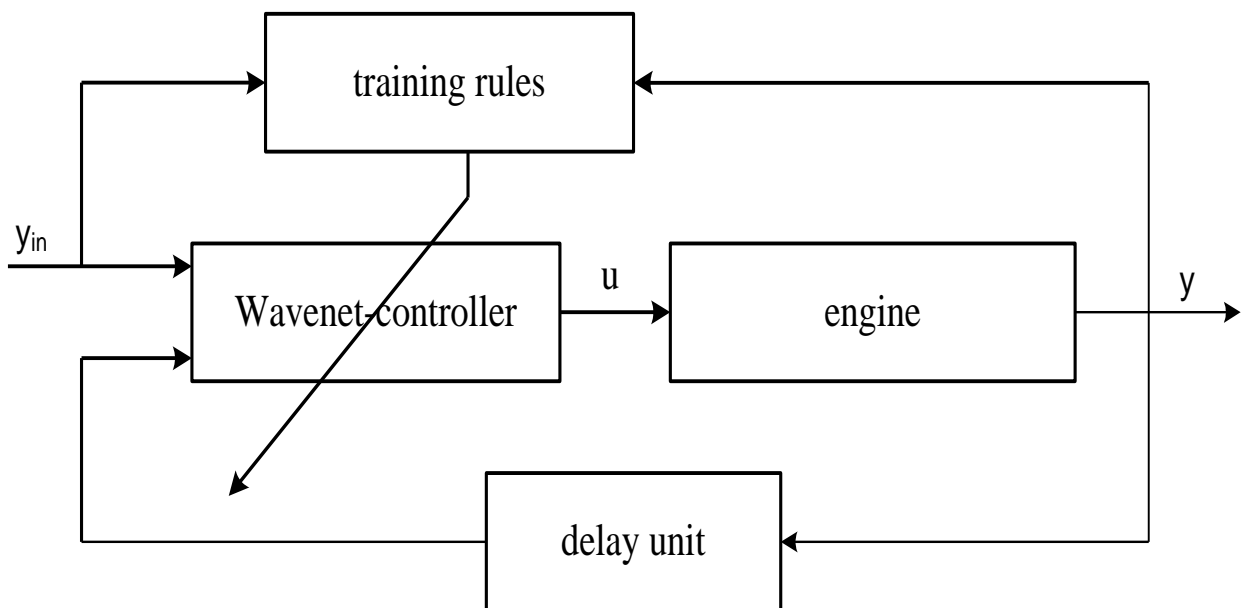 training rules
yin
Wavenet-controller
u
engine
y
delay unit